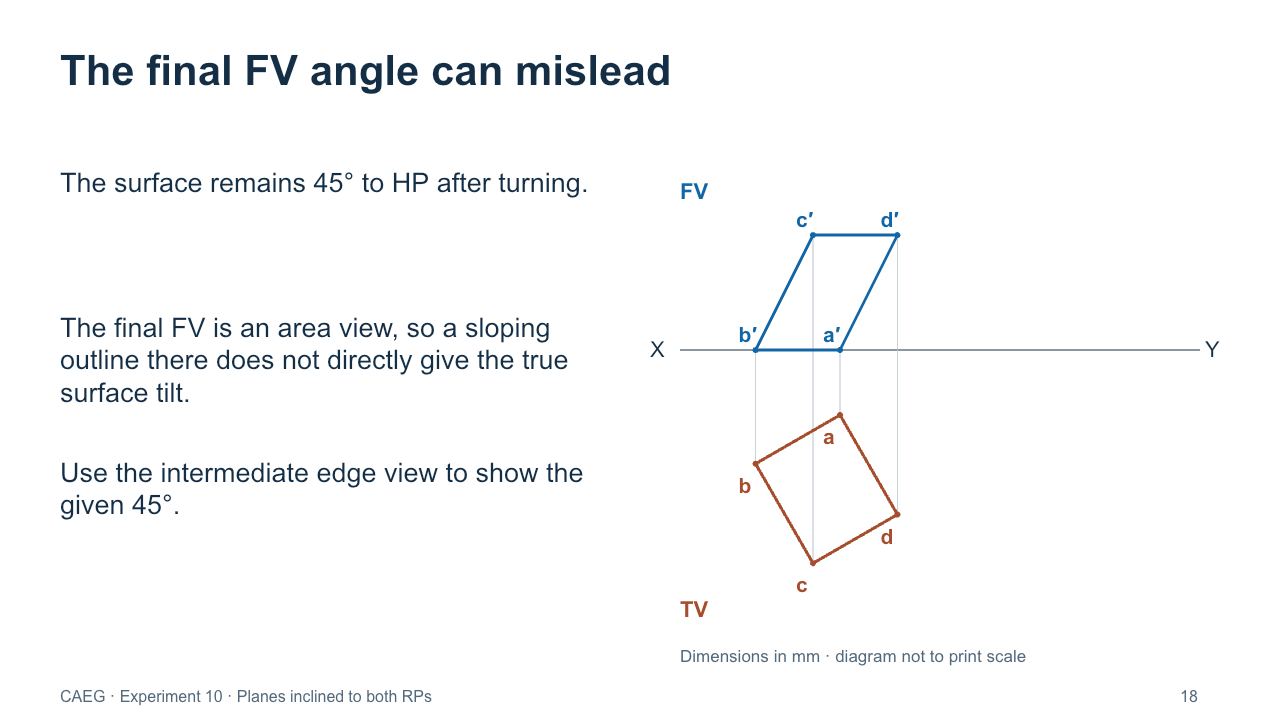 The final FV angle can mislead
The surface remains 45° to HP after turning.
The final FV is an area view, so a sloping
outline there does not directly give the true
surface tilt.
Use the intermediate edge view to show the
given 45°.
FV
c′ d′
b′ a′
X Y
a
b
d
c
TV
Dimensions in mm · diagram not to print scale
CAEG · Experiment 10 · Planes inclined to both RPs
18